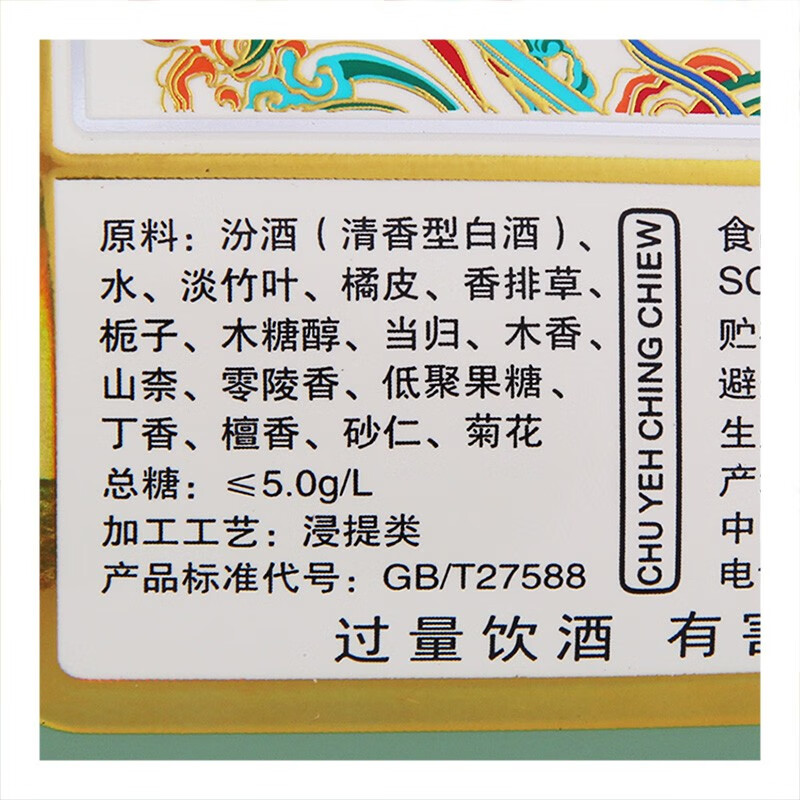 原料：汾酒（清香型白酒）、
水、淡竹叶、橘皮、香排草、
栀子、木糖醇、当归、木香、
山奈、零陵香、低聚果糖、
丁香、檀香、砂仁、菊花
总糖：≤5.0g/L
加工工艺：浸提类
产品标准代号：GB/T27588
CHU YEH CHING CHIEW
食
SC
贮
避
生
产
中
电
过量饮酒 有害